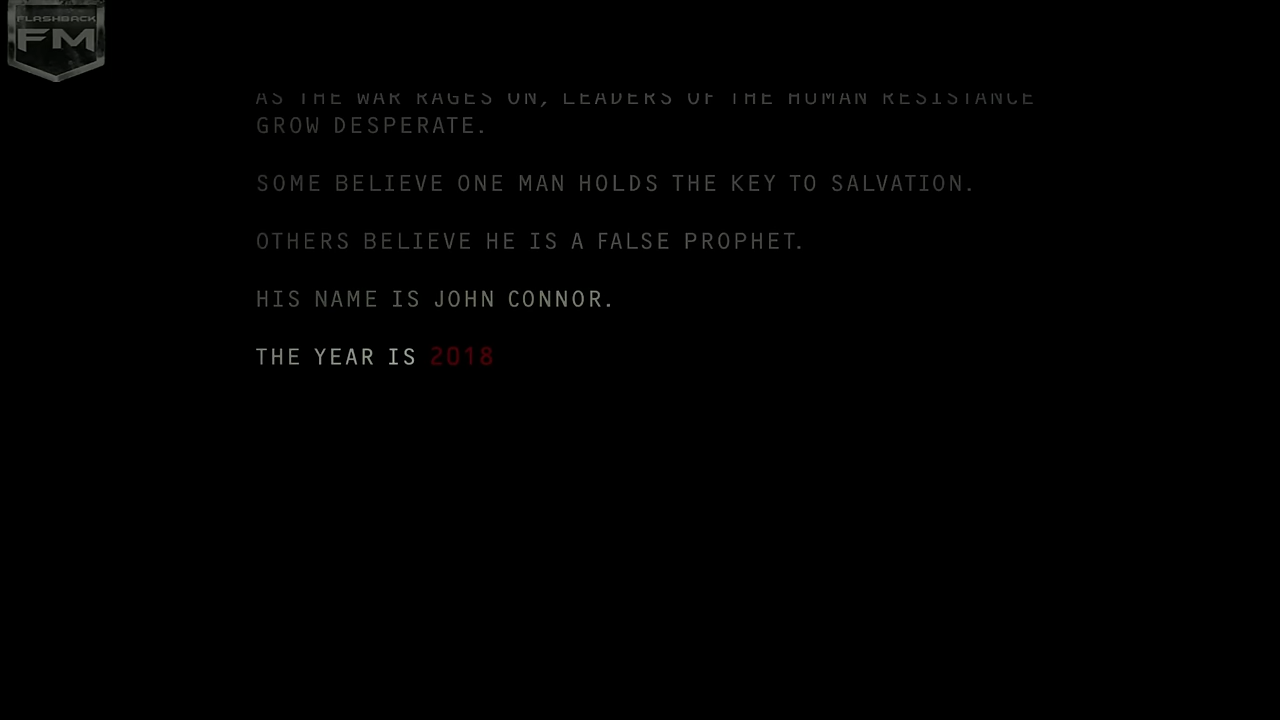 FLASHBACK
FM
AS THE WAR RAGES ON, LEADERS OF THE HUMAN RESISTANCE
GROW DESPERATE.
SOME BELIEVE ONE MAN HOLDS THE KEY TO SALVATION.
OTHERS BELIEVE HE IS A FALSE PROPHET.
HIS NAME IS JOHN CONNOR.
THE YEAR IS 2018